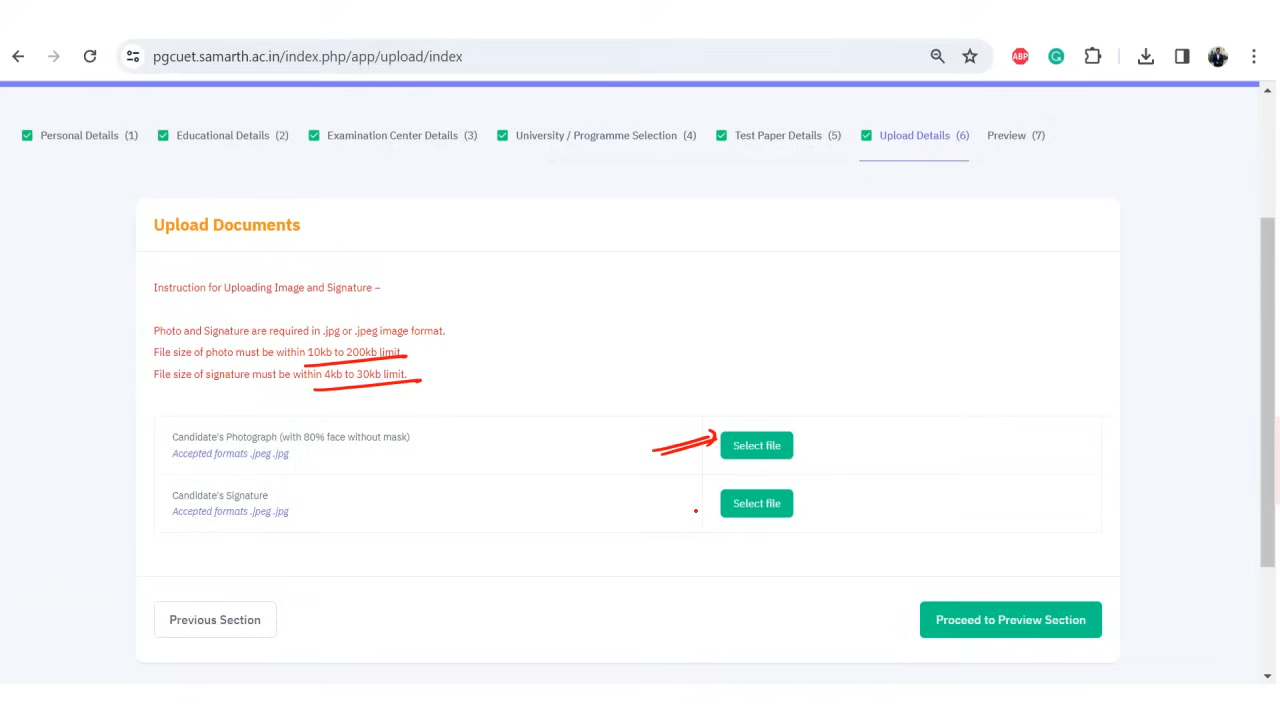 pgcuet.samarth.ac.in/index.php/app/upload/index
ABP
G
Personal Details (1) Educational Details (2) Examination Center Details (3) University / Programme Selection (4) Test Paper Details (5) Upload Details (6) Preview (7)
Upload Documents
Instruction for Uploading Image and Signature –
Photo and Signature are required in .jpg or .jpeg image format.
File size of photo must be within 10kb to 200kb limit.
File size of signature must be within 4kb to 30kb limit.
Candidate's Photograph (with 80% face without mask)
Accepted formats .jpeg .jpg
Select file
Candidate's Signature
Accepted formats .jpeg .jpg
Select file
Previous Section
Proceed to Preview Section